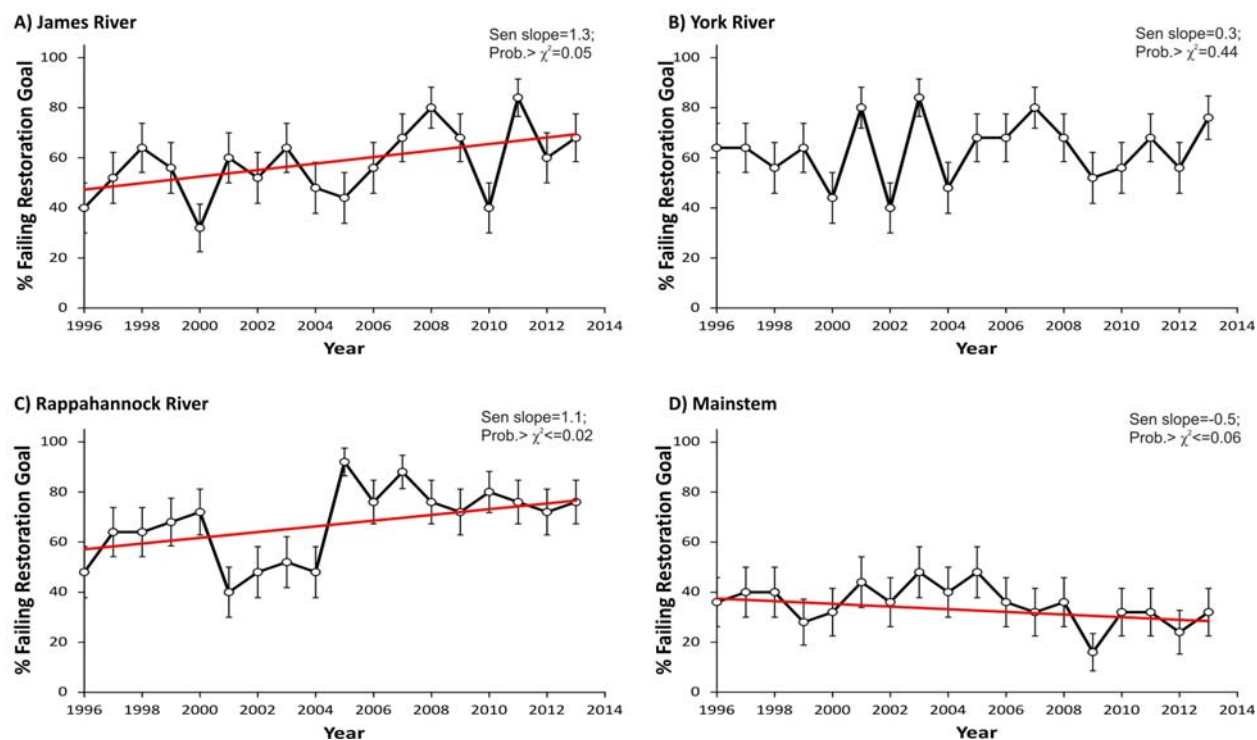 A) James River
Sen slope=1.3;
Prob.> χ²=0.05
% Failing Restoration Goal
100
80
60
40
20
0
1996 1998 2000 2002 2004 2006 2008 2010 2012 2014
Year
B) York River
Sen slope=0.3;
Prob.> χ²=0.44
% Failing Restoration Goal
100
80
60
40
20
0
1996 1998 2000 2002 2004 2006 2008 2010 2012 2014
Year
C) Rappahannock River
Sen slope=1.1;
Prob.> χ²<=0.02
% Failing Restoration Goal
100
80
60
40
20
0
1996 1998 2000 2002 2004 2006 2008 2010 2012 2014
Year
D) Mainstem
Sen slope=-0.5;
Prob.> χ²<=0.06
% Failing Restoration Goal
100
80
60
40
20
0
1996 1998 2000 2002 2004 2006 2008 2010 2012 2014
Year